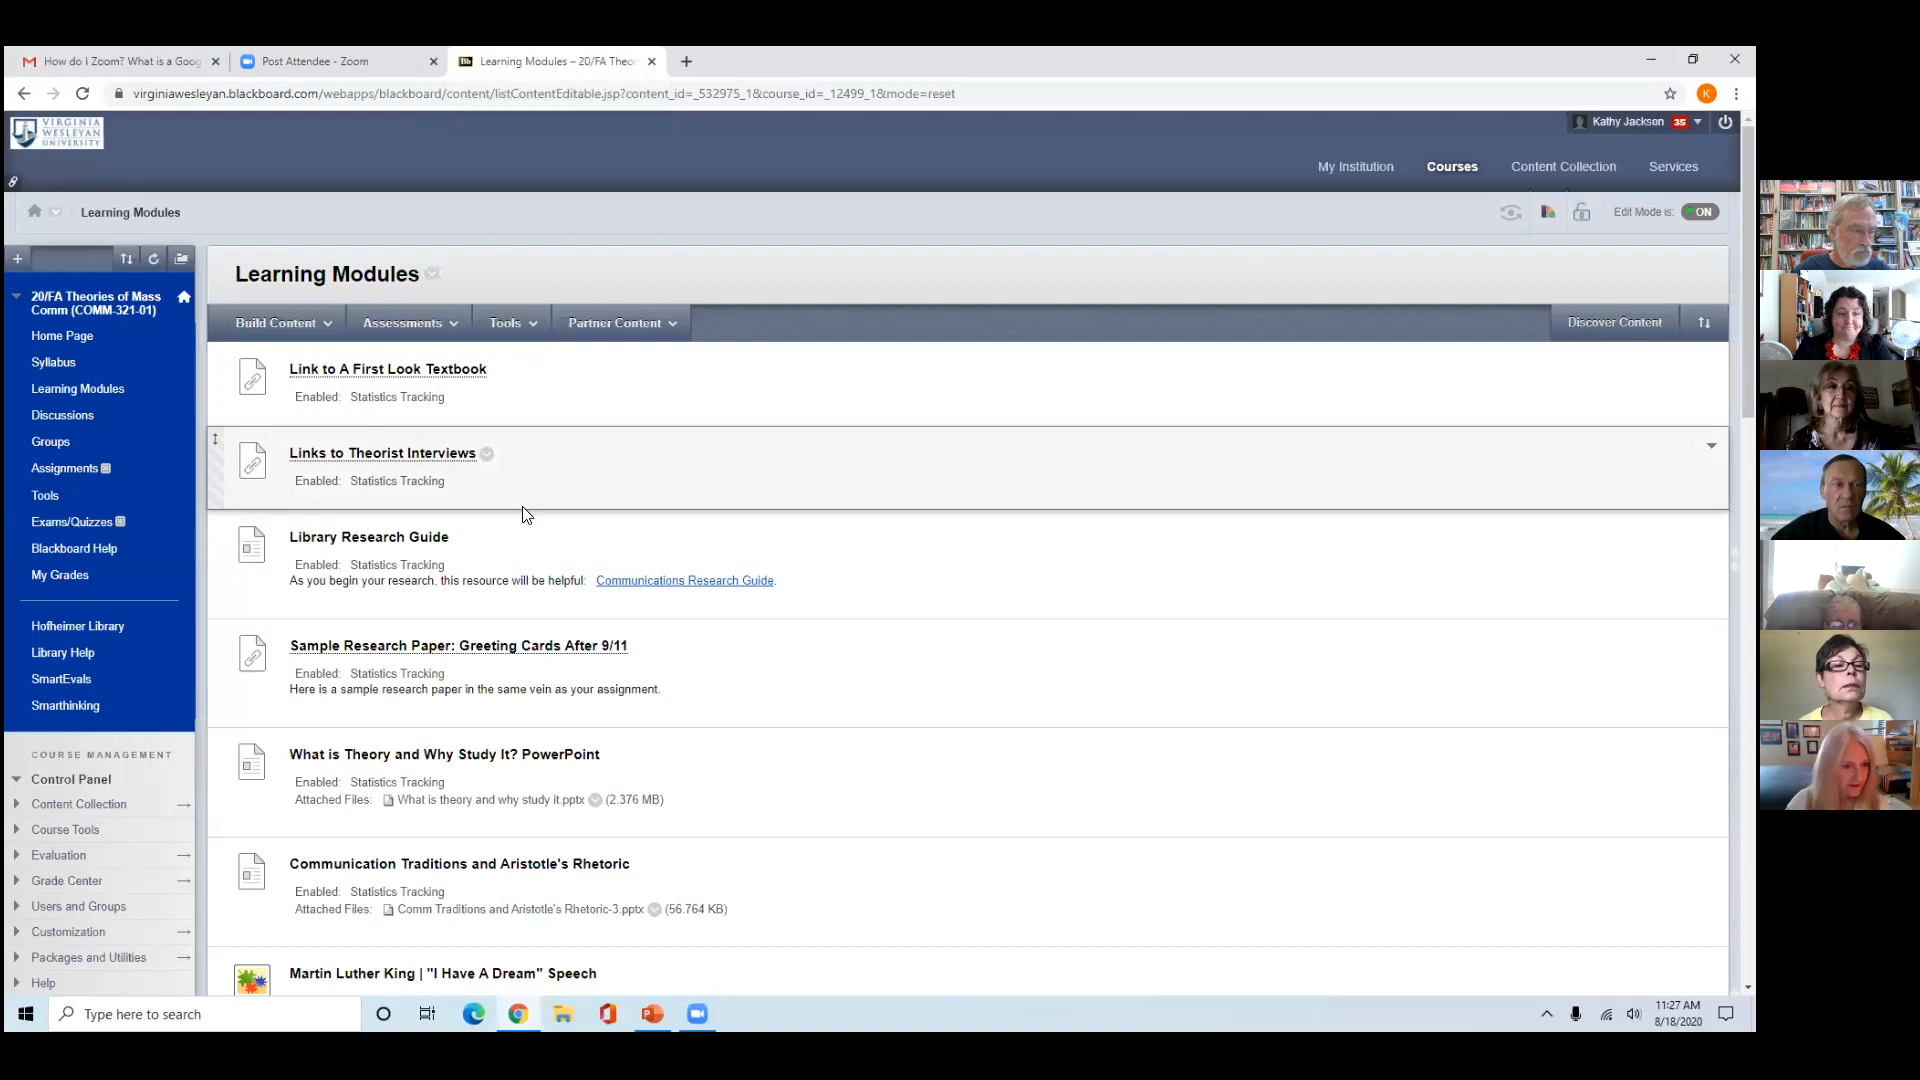 How do I Zoom? What is a Goog
Post Attendee - Zoom
Bb
Learning Modules – 20/FA Theor
virginiawesleyan.blackboard.com/webapps/blackboard/content/listContentEditable.jsp?content_id=_532975_1&course_id=_12499_1&mode=reset
K
VIRGINIA
WESLEYAN
UNIVERSITY
Kathy Jackson 35
My Institution
Courses
Content Collection
Services
Learning Modules
Edit Mode is: ON
20/FA Theories of Mass
Comm (COMM-321-01)
Home Page
Syllabus
Learning Modules
Discussions
Groups
Assignments
Tools
Exams/Quizzes
Blackboard Help
My Grades
Hofheimer Library
Library Help
SmartEvals
Smarthinking
COURSE MANAGEMENT
Control Panel
Content Collection
Course Tools
Evaluation
Grade Center
Users and Groups
Customization
Packages and Utilities
Help
Learning Modules
Build Content
Assessments
Tools
Partner Content
Discover Content
Link to A First Look Textbook
Enabled: Statistics Tracking
Links to Theorist Interviews
Enabled: Statistics Tracking
Library Research Guide
Enabled: Statistics Tracking
As you begin your research, this resource will be helpful: Communications Research Guide.
Sample Research Paper: Greeting Cards After 9/11
Enabled: Statistics Tracking
Here is a sample research paper in the same vein as your assignment.
What is Theory and Why Study It? PowerPoint
Enabled: Statistics Tracking
Attached Files: What is theory and why study it.pptx (2.376 MB)
Communication Traditions and Aristotle's Rhetoric
Enabled: Statistics Tracking
Attached Files: Comm Traditions and Aristotle's Rhetoric-3.pptx (56.764 KB)
Martin Luther King | "I Have A Dream" Speech
Type here to search
11:27 AM
8/18/2020